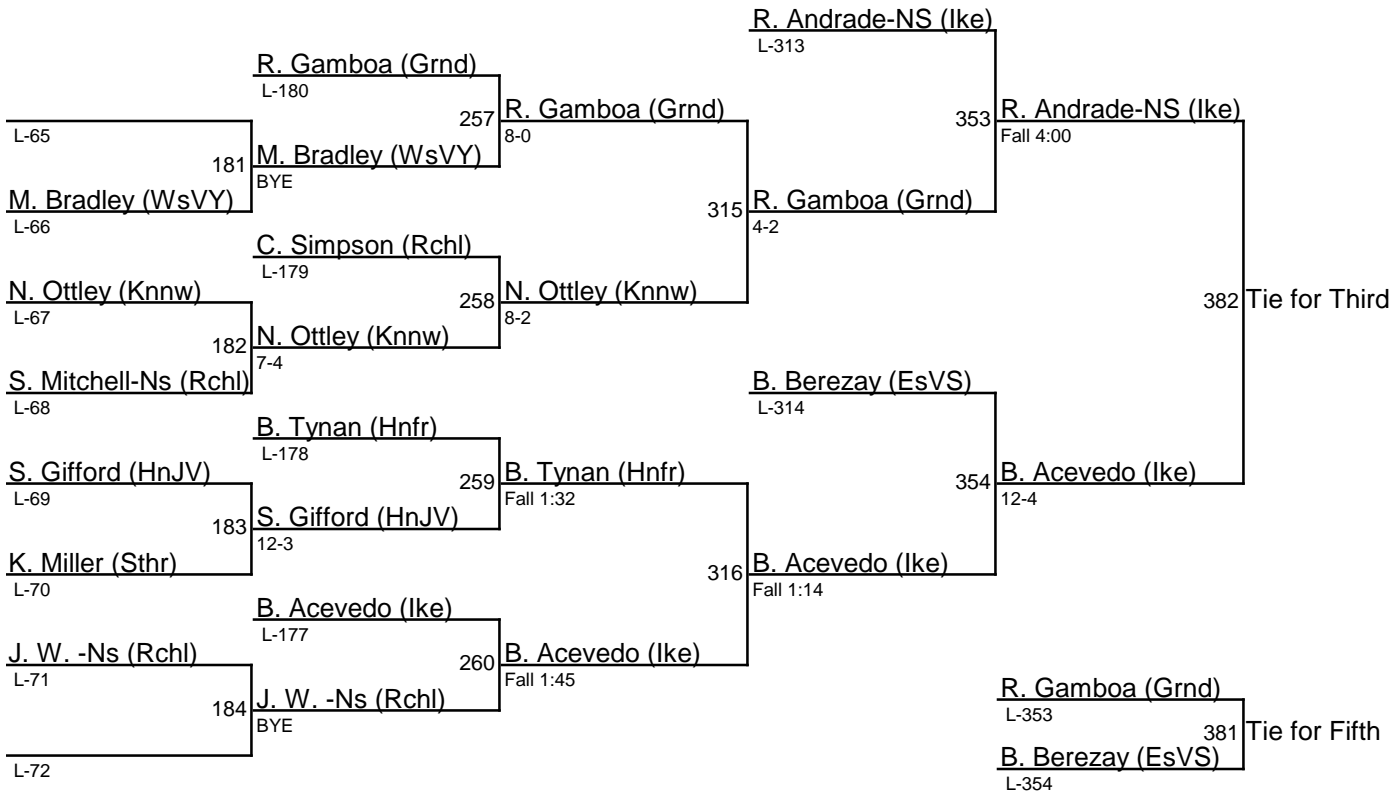 L-65
M. Bradley (WsVY)
L-66
N. Ottley (Knnw)
L-67
S. Mitchell-Ns (Rchl)
L-68
S. Gifford (HnJV)
L-69
K. Miller (Sthr)
L-70
J. W. -Ns (Rchl)
L-71
L-72
181
182
183
184
R. Gamboa (Grnd)
L-180
M. Bradley (WsVY)
BYE
C. Simpson (Rchl)
L-179
N. Ottley (Knnw)
7-4
B. Tynan (Hnfr)
L-178
S. Gifford (HnJV)
12-3
B. Acevedo (Ike)
L-177
J. W. -Ns (Rchl)
BYE
257
258
259
260
R. Gamboa (Grnd)
8-0
N. Ottley (Knnw)
8-2
B. Tynan (Hnfr)
Fall 1:32
B. Acevedo (Ike)
Fall 1:45
315
316
R. Andrade-NS (Ike)
L-313
R. Gamboa (Grnd)
4-2
B. Berezay (EsVS)
L-314
B. Acevedo (Ike)
Fall 1:14
353
354
R. Andrade-NS (Ike)
Fall 4:00
B. Acevedo (Ike)
12-4
382 Tie for Third
R. Gamboa (Grnd)
L-353
381 Tie for Fifth
B. Berezay (EsVS)
L-354